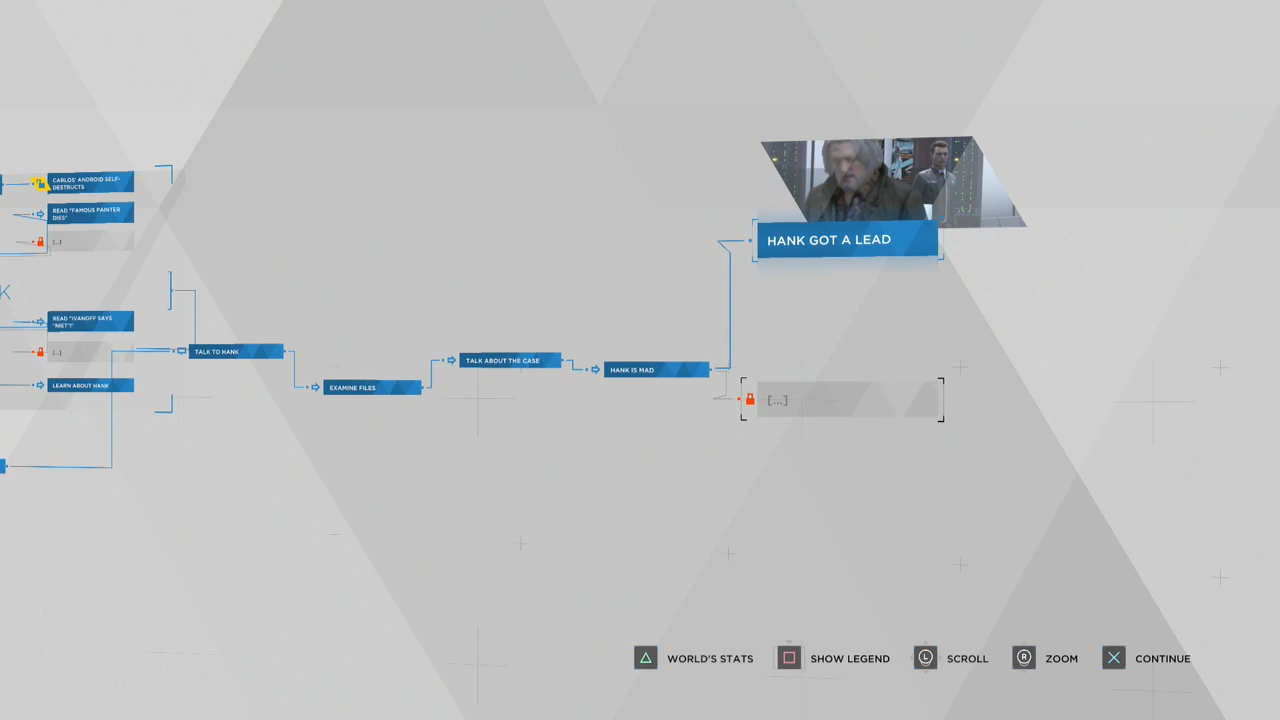 CARLOS' ANDROID SELF-
DESTRUCTS
READ "FAMOUS PAINTER
DIES"
[...]
K
READ "IVANOFF SAYS
"NIET"!"
[...]
LEARN ABOUT HANK
TALK TO HANK
EXAMINE FILES
TALK ABOUT THE CASE
HANK IS MAD
HANK GOT A LEAD
[...]
WORLD'S STATS
SHOW LEGEND
L
SCROLL
R
ZOOM
CONTINUE